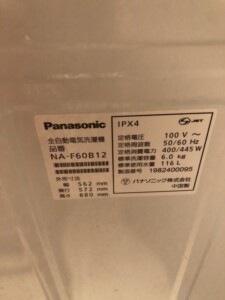 Panasonic
全自動電気洗濯機
品番
NA-F60B12
外形寸法
幅 562 mm
奥行 572 mm
高さ 880 mm
IPX4
JET
定格電圧 100 V ～
定格周波数 50/60 Hz
定格消費電力 400/445 W
標準洗濯容量 6.0 kg
標準使用水量 116 L
製造番号 1982400095
パナソニック株式会社
中国製